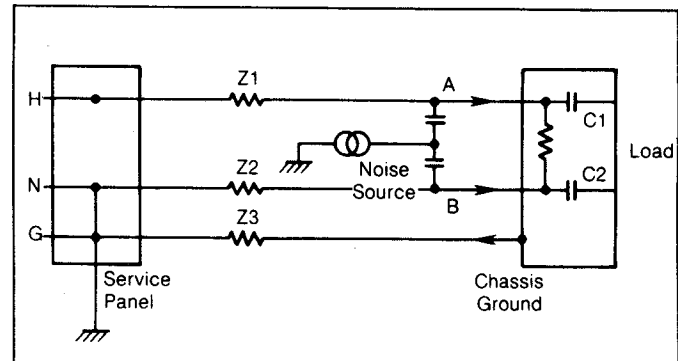 Z1
A
H
C1
Z2
Noise
Source
Load
C2
N
B
Z3
G
Service
Panel
Chassis
Ground